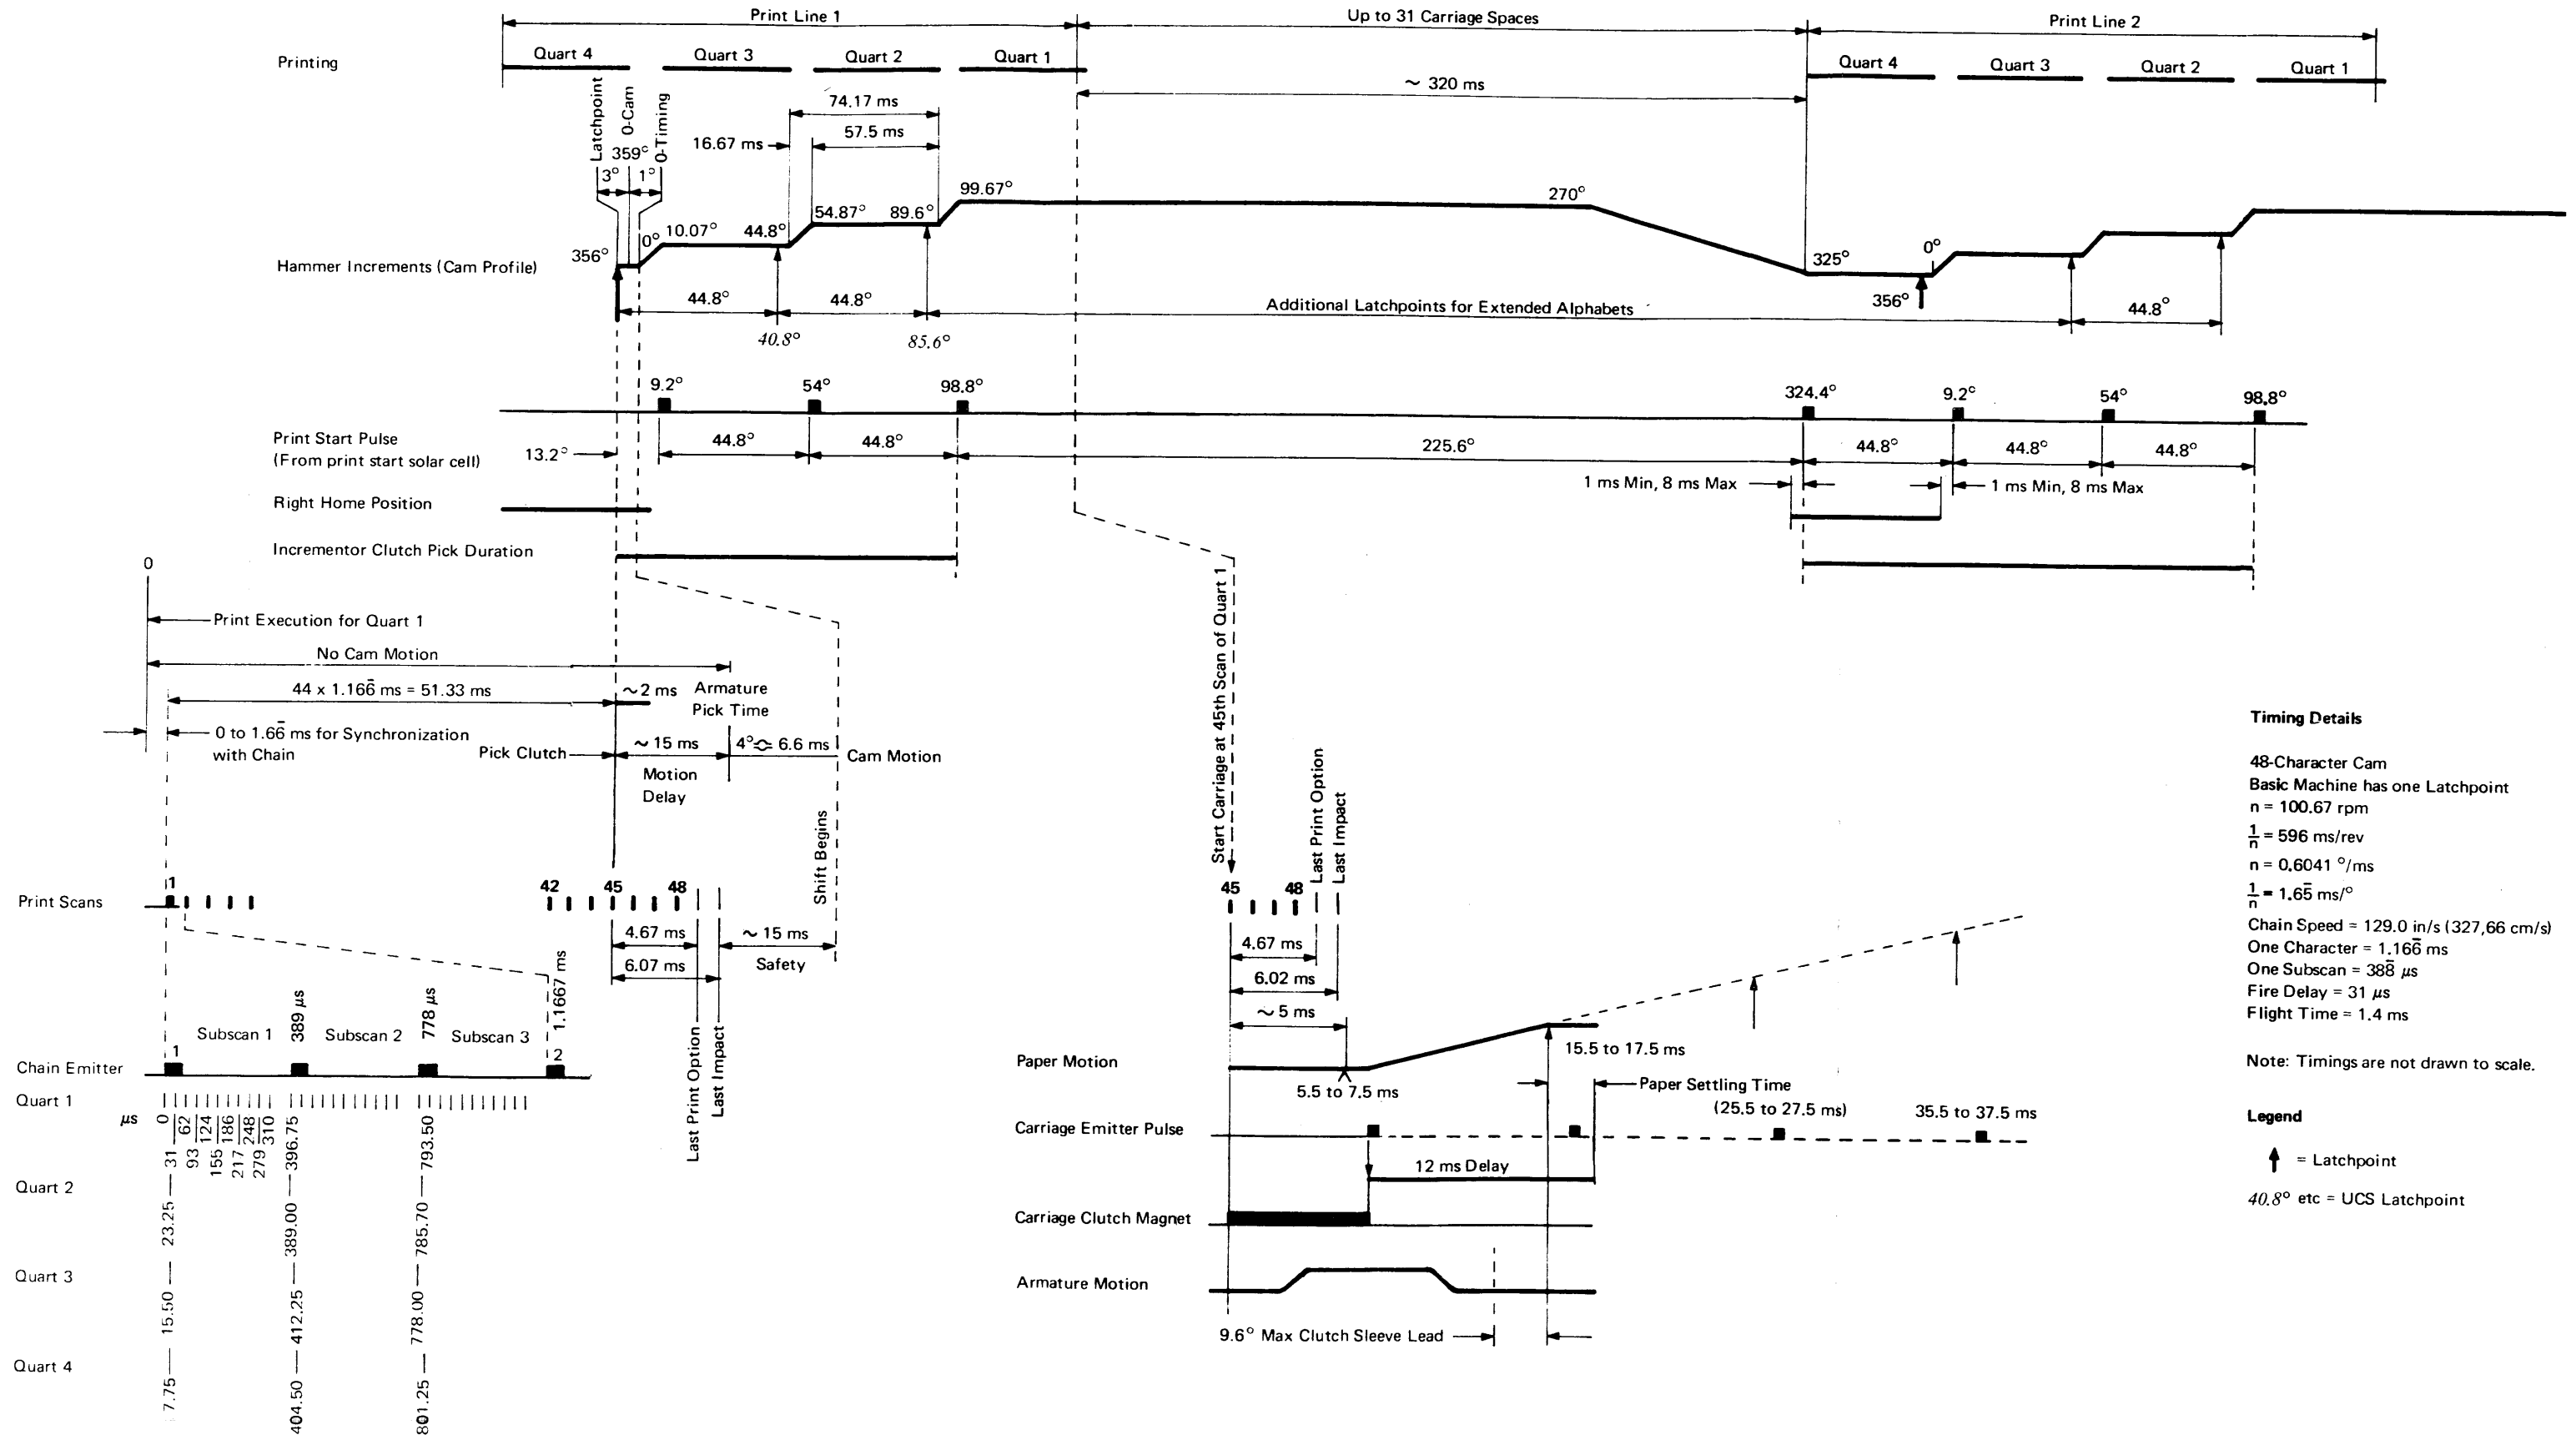 Print Line 1
Up to 31 Carriage Spaces
Print Line 2
Printing
Quart 4
Quart 3
Quart 2
Quart 1
Quart 4
Quart 3
Quart 2
Quart 1
~ 320 ms
Latchpoint
0-Cam
0-Timing
74.17 ms
16.67 ms
57.5 ms
359°
3°
1°
Hammer Increments (Cam Profile)
356°
0°
10.07°
44.8°
54.87°
89.6°
99.67°
270°
325°
0°
356°
44.8°
44.8°
Additional Latchpoints for Extended Alphabets
44.8°
40.8°
85.6°
9.2°
54°
98.8°
324.4°
9.2°
54°
98.8°
Print Start Pulse
(From print start solar cell)
13.2°
44.8°
44.8°
225.6°
44.8°
44.8°
44.8°
1 ms Min, 8 ms Max
1 ms Min, 8 ms Max
Right Home Position
Incrementor Clutch Pick Duration
0
Print Execution for Quart 1
No Cam Motion
44 x 1.166̅ ms = 51.33 ms
~2 ms
Armature
Pick Time
0 to 1.66̅ ms for Synchronization
with Chain
Pick Clutch
~ 15 ms
Motion
Delay
4° ≎ 6.6 ms
Cam Motion
Shift Begins
Print Scans
1
42
45
48
4.67 ms
6.07 ms
~ 15 ms
Safety
Last Print Option
Last Impact
Chain Emitter
1
Subscan 1
389 µs
Subscan 2
778 µs
Subscan 3
1.1667 ms
2
Quart 1
µs
0
31
62
93
124
155
186
217
248
279
310
396.75
793.50
Quart 2
23.25
389.00
785.70
Quart 3
15.50
412.25
778.00
Quart 4
7.75
404.50
801.25
Start Carriage at 45th Scan of Quart 1
Last Print Option
Last Impact
45
48
4.67 ms
6.02 ms
~ 5 ms
Paper Motion
5.5 to 7.5 ms
15.5 to 17.5 ms
Paper Settling Time
(25.5 to 27.5 ms)
35.5 to 37.5 ms
Carriage Emitter Pulse
12 ms Delay
Carriage Clutch Magnet
Armature Motion
9.6° Max Clutch Sleeve Lead
Timing Details
48-Character Cam
Basic Machine has one Latchpoint
n = 100.67 rpm
1/n = 596 ms/rev
n = 0.6041 °/ms
1/n = 1.65̅ ms/°
Chain Speed = 129.0 in/s (327,66 cm/s)
One Character = 1.166̅ ms
One Subscan = 388̅ µs
Fire Delay = 31 µs
Flight Time = 1.4 ms
Note: Timings are not drawn to scale.
Legend
= Latchpoint
40.8° etc = UCS Latchpoint